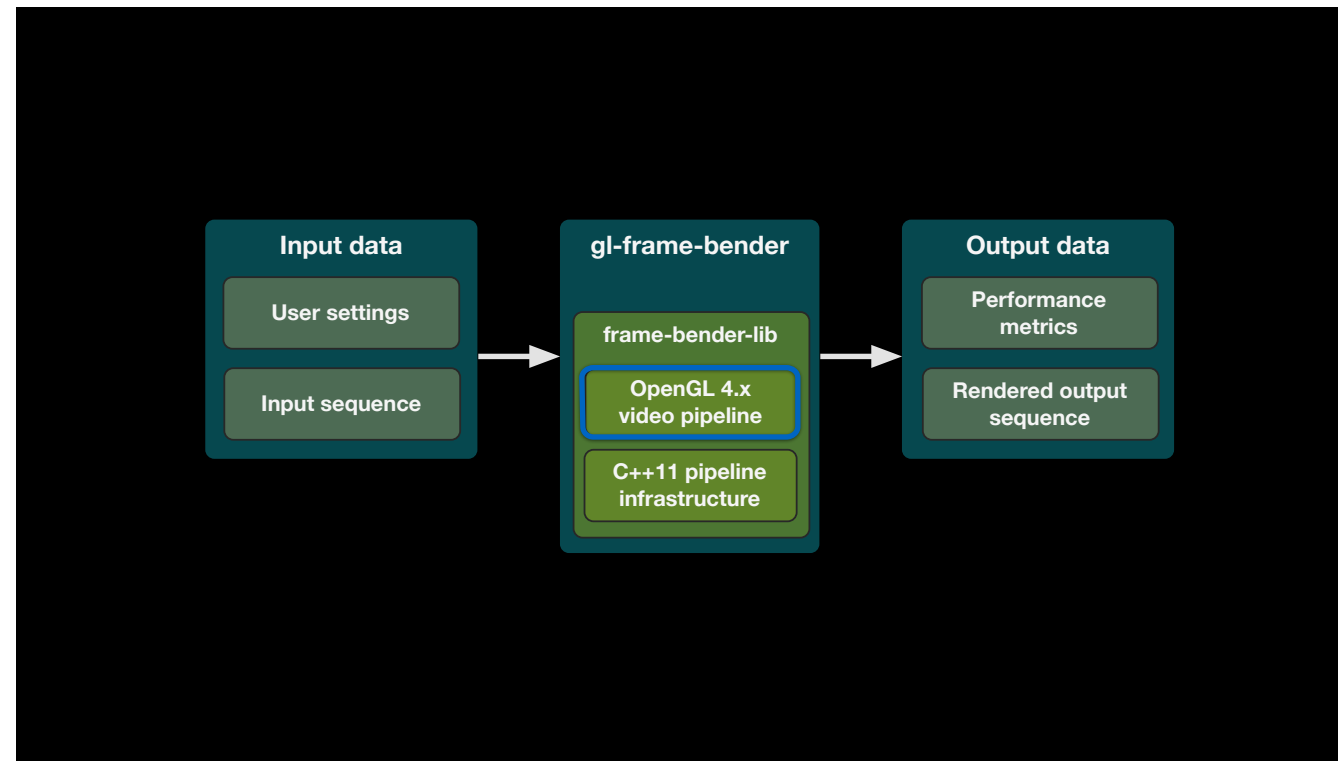 Input data
User settings
Input sequence
gl-frame-bender
frame-bender-lib
OpenGL 4.x
video pipeline
C++11 pipeline
infrastructure
Output data
Performance
metrics
Rendered output
sequence